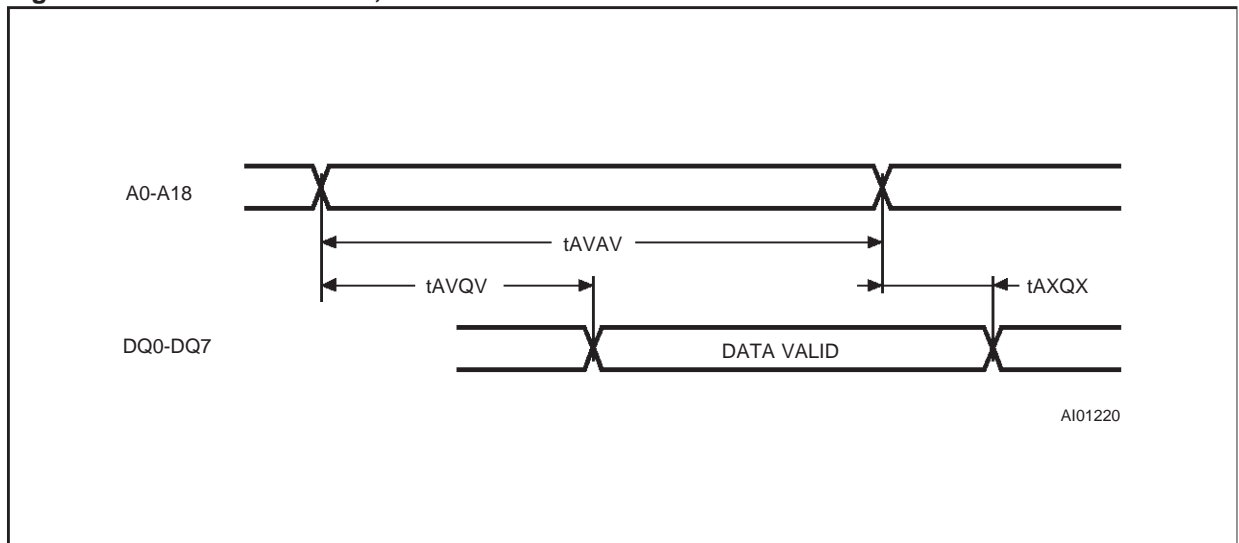 A0-A18
tAVAV
tAVQV
tAXQX
DQ0-DQ7
DATA VALID
AI01220